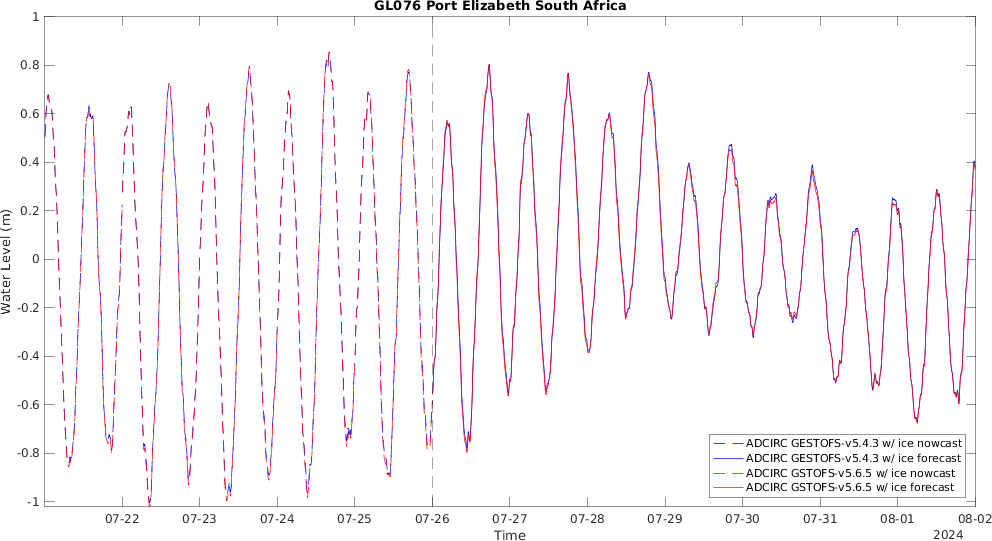 GL076 Port Elizabeth South Africa
1
0.8
0.6
0.4
0.2
0
-0.2
-0.4
-0.6
-0.8
-1
Water Level (m)
ADCIRC GESTOFS-v5.4.3 w/ ice nowcast
ADCIRC GESTOFS-v5.4.3 w/ ice forecast
ADCIRC GSTOFS-v5.6.5 w/ ice nowcast
ADCIRC GSTOFS-v5.6.5 w/ ice forecast
07-22 07-23 07-24 07-25 07-26 07-27 07-28 07-29 07-30 07-31 08-01 08-02
Time
2024